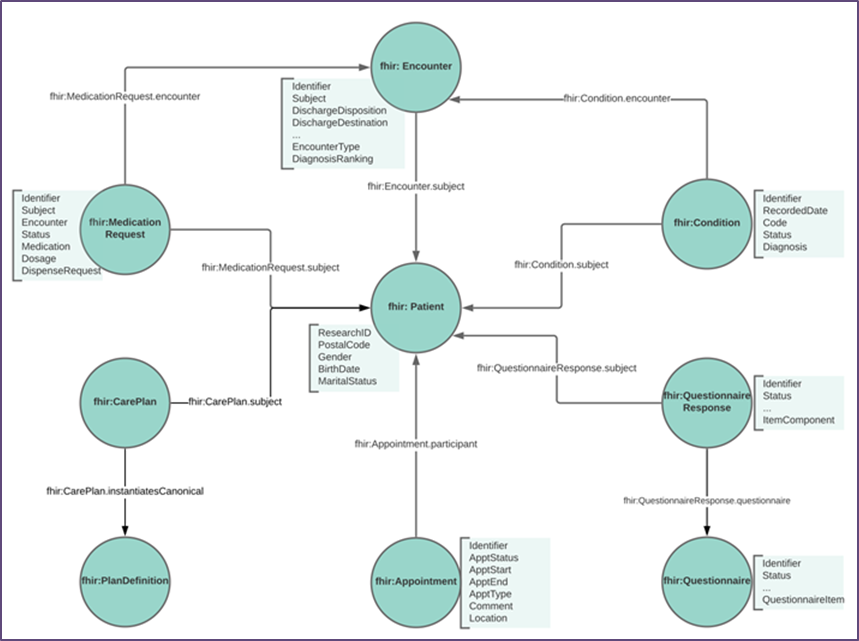 fhir: Encounter
fhir:MedicationRequest.encounter
fhir:Condition.encounter
Identifier
Subject
DischargeDisposition
DischargeDestination
...
EncounterType
DiagnosisRanking
fhir:Encounter.subject
Identifier
Subject
Encounter
Status
Medication
Dosage
DispenseRequest
fhir:Medication
Request
fhir:Condition
Identifier
RecordedDate
Code
Status
Diagnosis
fhir:MedicationRequest.subject
fhir:Condition.subject
fhir: Patient
ResearchID
PostalCode
Gender
BirthDate
MaritalStatus
fhir:QuestionnaireResponse.subject
fhir:CarePlan
fhir:CarePlan.subject
fhir:Questionnaire
Response
Identifier
Status
...
ItemComponent
fhir:Appointment.participant
fhir:CarePlan.instantiatesCanonical
fhir:QuestionnaireResponse.questionnaire
fhir:PlanDefinition
fhir:Appointment
Identifier
ApptStatus
ApptStart
ApptEnd
ApptType
Comment
Location
fhir:Questionnaire
Identifier
Status
...
QuestionnaireItem